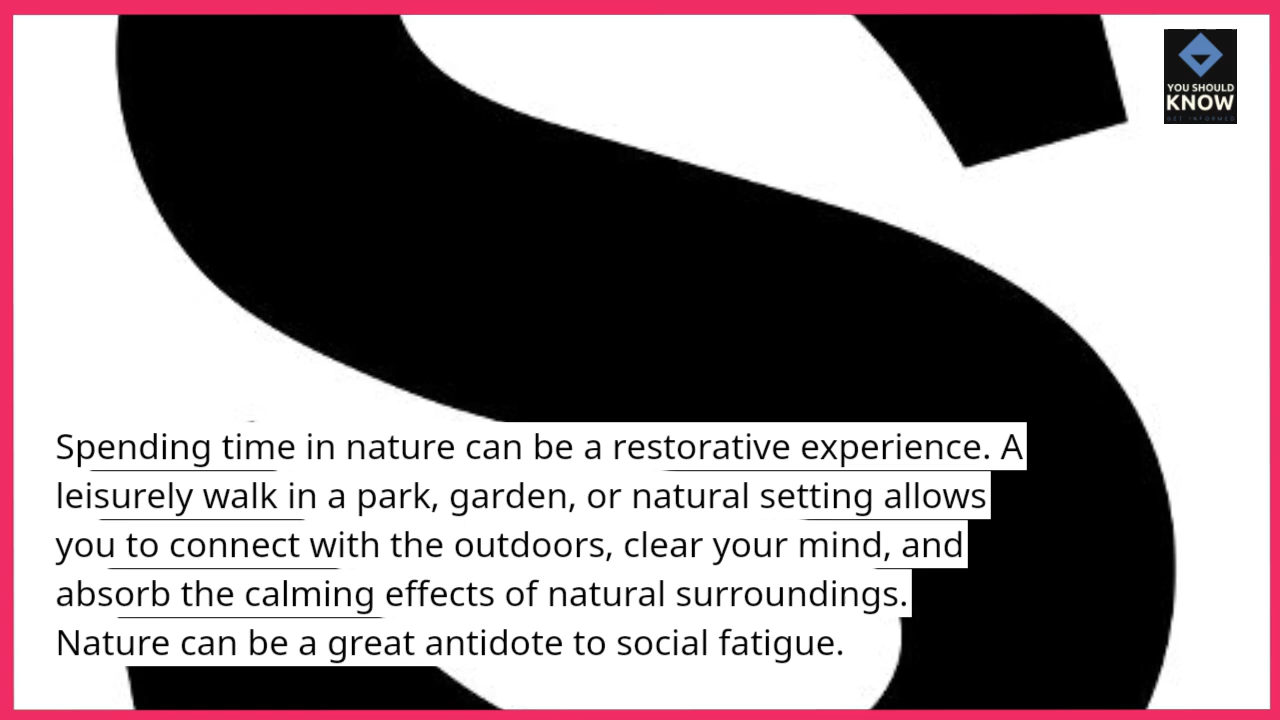 YOU SHOULD
KNOW
GET INFORMED
Spending time in nature can be a restorative experience. A
leisurely walk in a park, garden, or natural setting allows
you to connect with the outdoors, clear your mind, and
absorb the calming effects of natural surroundings.
Nature can be a great antidote to social fatigue.